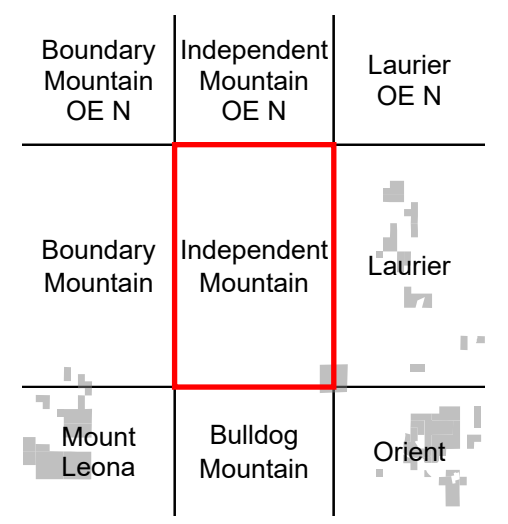 Boundary
Mountain
OE N
Independent
Mountain
OE N
Laurier
OE N
Boundary
Mountain
Independent
Mountain
Laurier
Mount
Leona
Bulldog
Mountain
Orient